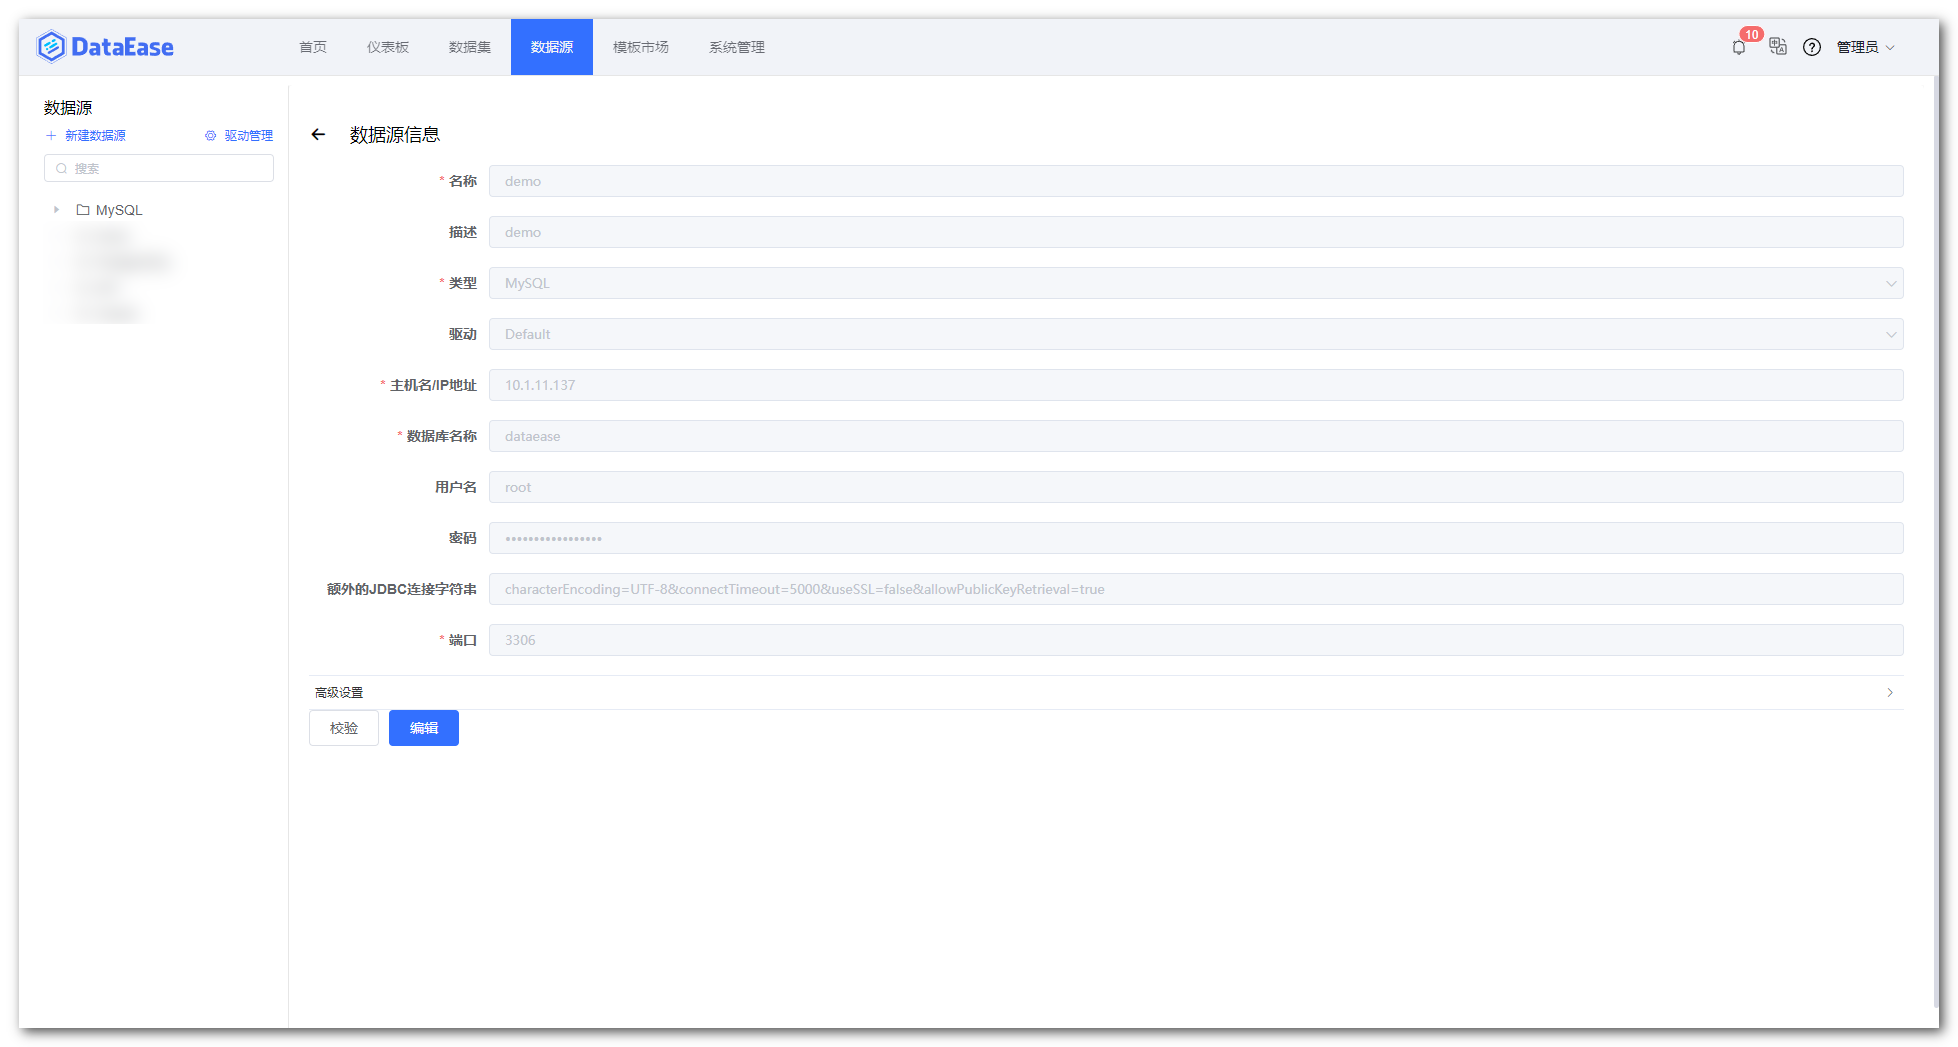 DataEase 首页 仪表板 数据集 数据源 模板市场 系统管理 10 管理员
数据源
新建数据源 驱动管理
搜索
MySQL
数据源信息
* 名称 demo
描述 demo
* 类型 MySQL
驱动 Default
* 主机名/IP地址 10.1.11.137
* 数据库名称 dataease
用户名 root
密码 •••••••••••••••••
额外的JDBC连接字符串 characterEncoding=UTF-8&connectTimeout=5000&useSSL=false&allowPublicKeyRetrieval=true
* 端口 3306
高级设置
校验 编辑